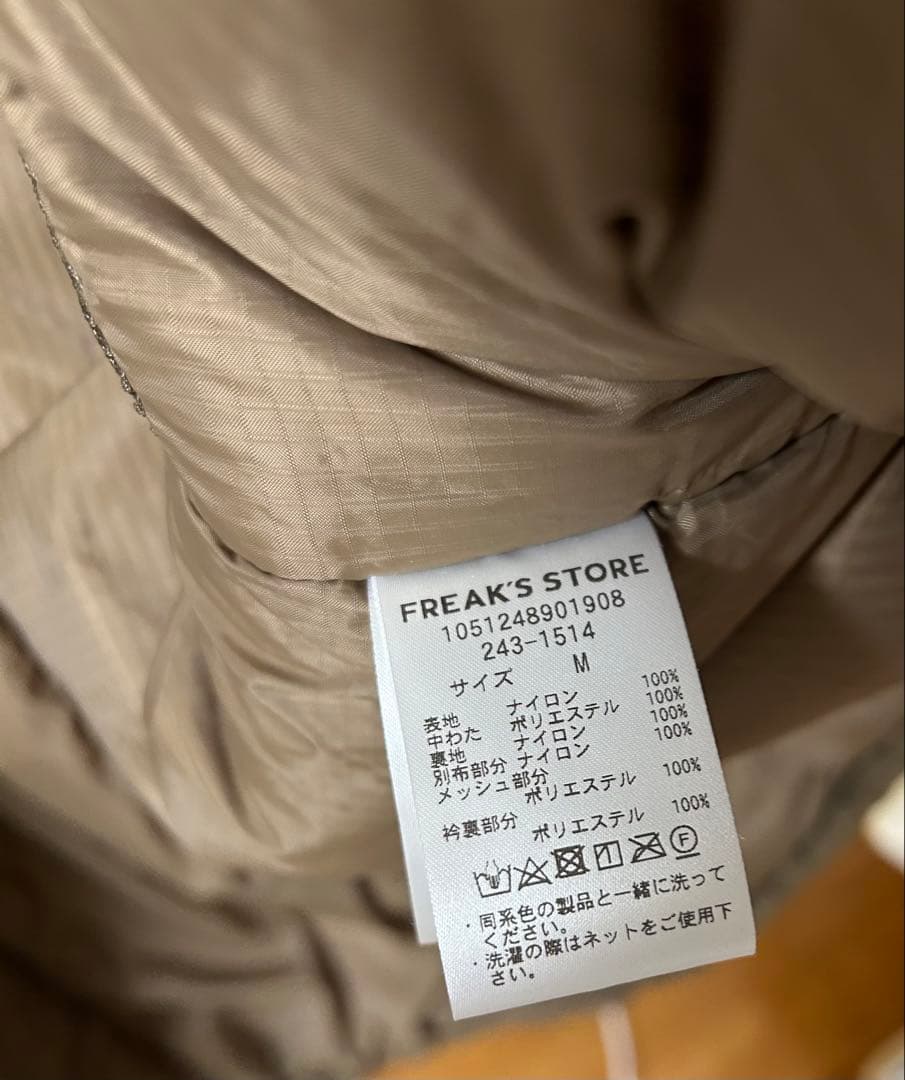 FREAK'S STORE
1051248901908
243-1514
サイズ M
表地 ナイロン 100%
中わた ポリエステル 100%
裏地 ナイロン 100%
別布部分 ナイロン 100%
メッシュ部分
ポリエステル 100%
衿裏部分
ポリエステル 100%
F
・同系色の製品と一緒に洗って
ください。
・洗濯の際はネットをご使用下
さい。